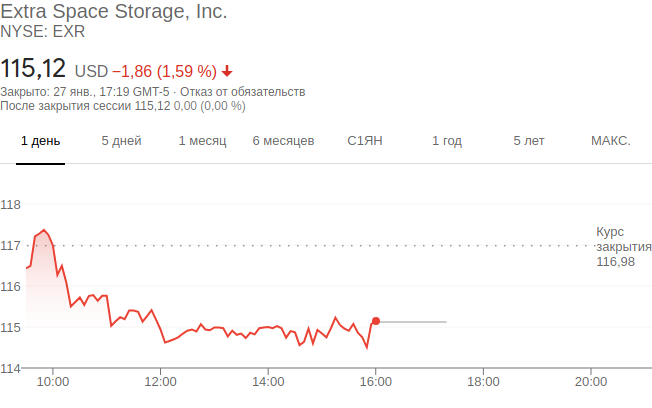 Extra Space Storage, Inc.
NYSE: EXR
115,12 USD −1,86 (1,59 %)
Закрыто: 27 янв., 17:19 GMT-5 · Отказ от обязательств
После закрытия сессии 115,12 0,00 (0,00 %)
1 день 5 дней 1 месяц 6 месяцев С1ЯН 1 год 5 лет МАКС.
118
117
116
115
114
Курс
закрытия
116,98
10:00 12:00 14:00 16:00 18:00 20:00